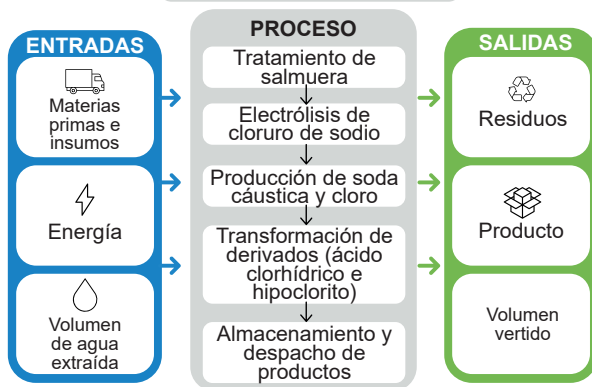 ENTRADAS
Materias
primas e
insumos
Energía
Volumen
de agua
extraída
PROCESO
Tratamiento de
salmuera
Electrólisis de
cloruro de sodio
Producción de soda
cáustica y cloro
Transformación de
derivados (ácido
clorhídrico e
hipoclorito)
Almacenamiento y
despacho de
productos
SALIDAS
Residuos
Producto
Volumen
vertido